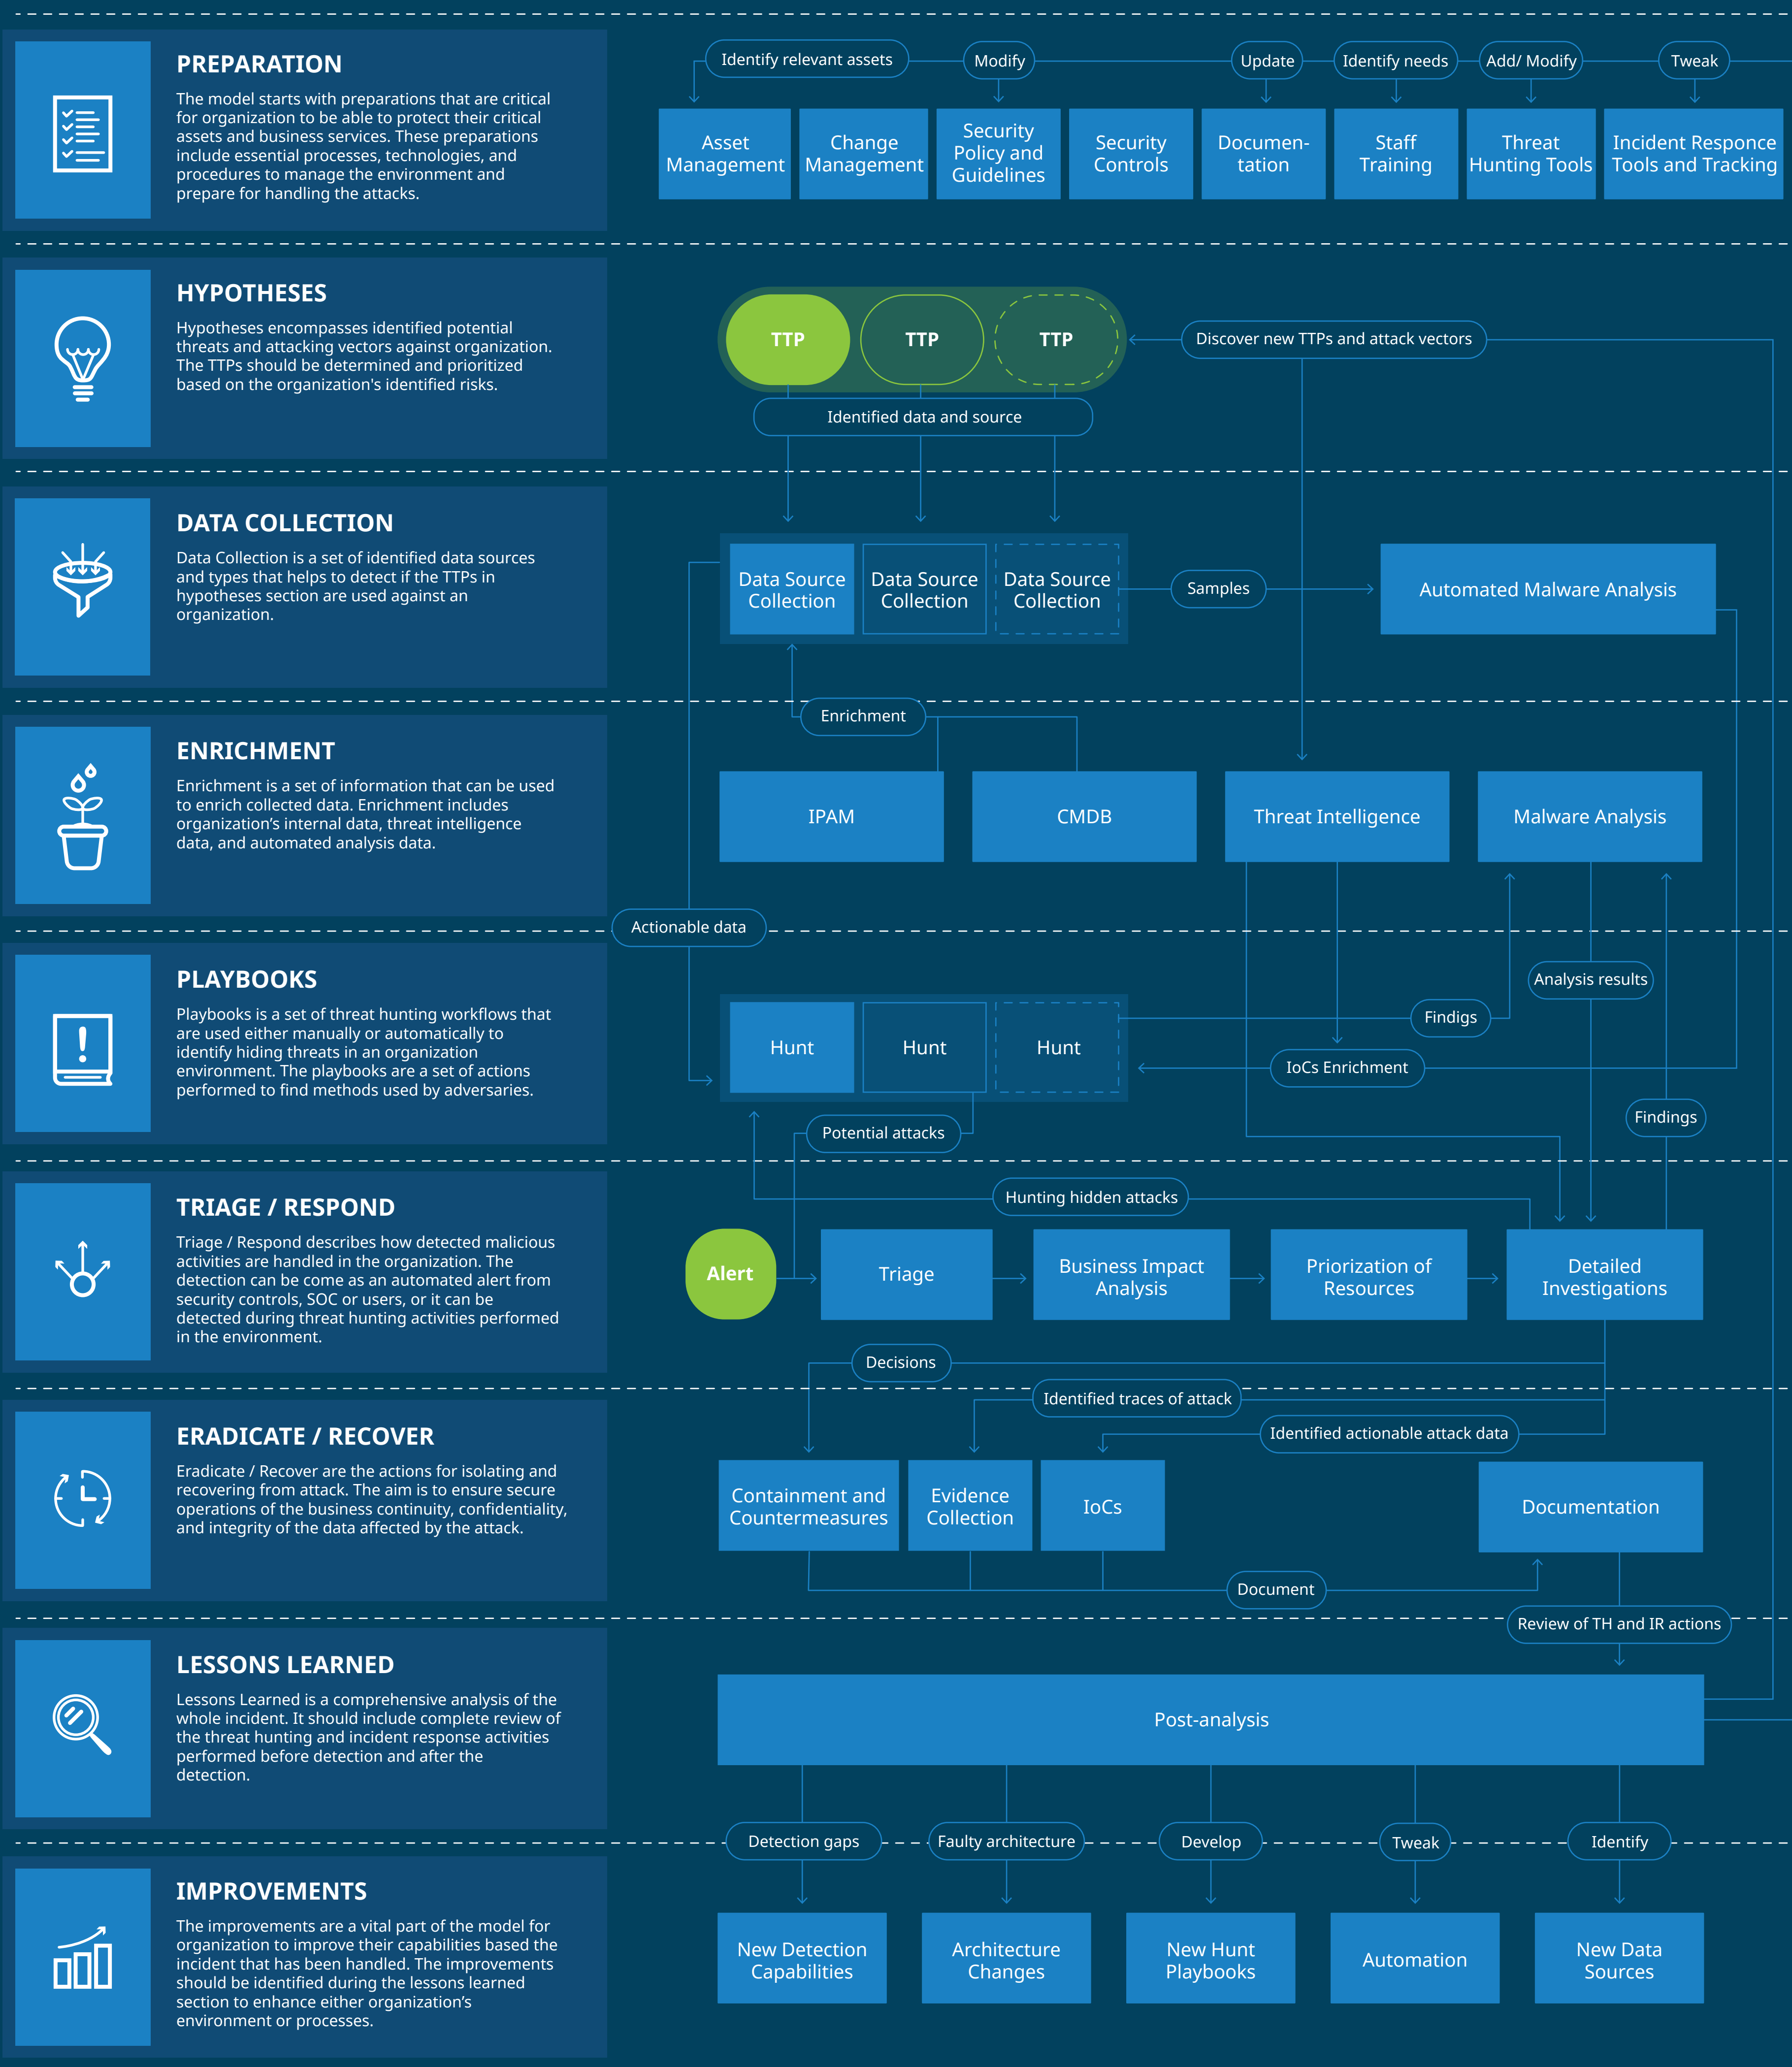 PREPARATION
The model starts with preparations that are critical
for organization to be able to protect their critical
assets and business services. These preparations
include essential processes, technologies, and
procedures to manage the environment and
prepare for handling the attacks.
Identify relevant assets
Modify
Update
Identify needs
Add/ Modify
Tweak
Asset
Management
Change
Management
Security
Policy and
Guidelines
Security
Controls
Documen-
tation
Staff
Training
Threat
Hunting Tools
Incident Responce
Tools and Tracking
HYPOTHESES
Hypotheses encompasses identified potential
threats and attacking vectors against organization.
The TTPs should be determined and prioritized
based on the organization's identified risks.
TTP
TTP
TTP
Discover new TTPs and attack vectors
Identified data and source
DATA COLLECTION
Data Collection is a set of identified data sources
and types that helps to detect if the TTPs in
hypotheses section are used against an
organization.
Data Source
Collection
Data Source
Collection
Data Source
Collection
Samples
Automated Malware Analysis
ENRICHMENT
Enrichment is a set of information that can be used
to enrich collected data. Enrichment includes
organization’s internal data, threat intelligence
data, and automated analysis data.
Enrichment
IPAM
CMDB
Threat Intelligence
Malware Analysis
Actionable data
PLAYBOOKS
Playbooks is a set of threat hunting workflows that
are used either manually or automatically to
identify hiding threats in an organization
environment. The playbooks are a set of actions
performed to find methods used by adversaries.
Analysis results
Findigs
Hunt
Hunt
Hunt
IoCs Enrichment
Findings
Potential attacks
TRIAGE / RESPOND
Triage / Respond describes how detected malicious
activities are handled in the organization. The
detection can be come as an automated alert from
security controls, SOC or users, or it can be
detected during threat hunting activities performed
in the environment.
Hunting hidden attacks
Alert
Triage
Business Impact
Analysis
Priorization of
Resources
Detailed
Investigations
Decisions
Identified traces of attack
Identified actionable attack data
ERADICATE / RECOVER
Eradicate / Recover are the actions for isolating and
recovering from attack. The aim is to ensure secure
operations of the business continuity, confidentiality,
and integrity of the data affected by the attack.
Containment and
Countermeasures
Evidence
Collection
IoCs
Documentation
Document
Review of TH and IR actions
LESSONS LEARNED
Lessons Learned is a comprehensive analysis of the
whole incident. It should include complete review of
the threat hunting and incident response activities
performed before detection and after the
detection.
Post-analysis
Detection gaps
Faulty architecture
Develop
Tweak
Identify
IMPROVEMENTS
The improvements are a vital part of the model for
organization to improve their capabilities based the
incident that has been handled. The improvements
should be identified during the lessons learned
section to enhance either organization’s
environment or processes.
New Detection
Capabilities
Architecture
Changes
New Hunt
Playbooks
Automation
New Data
Sources